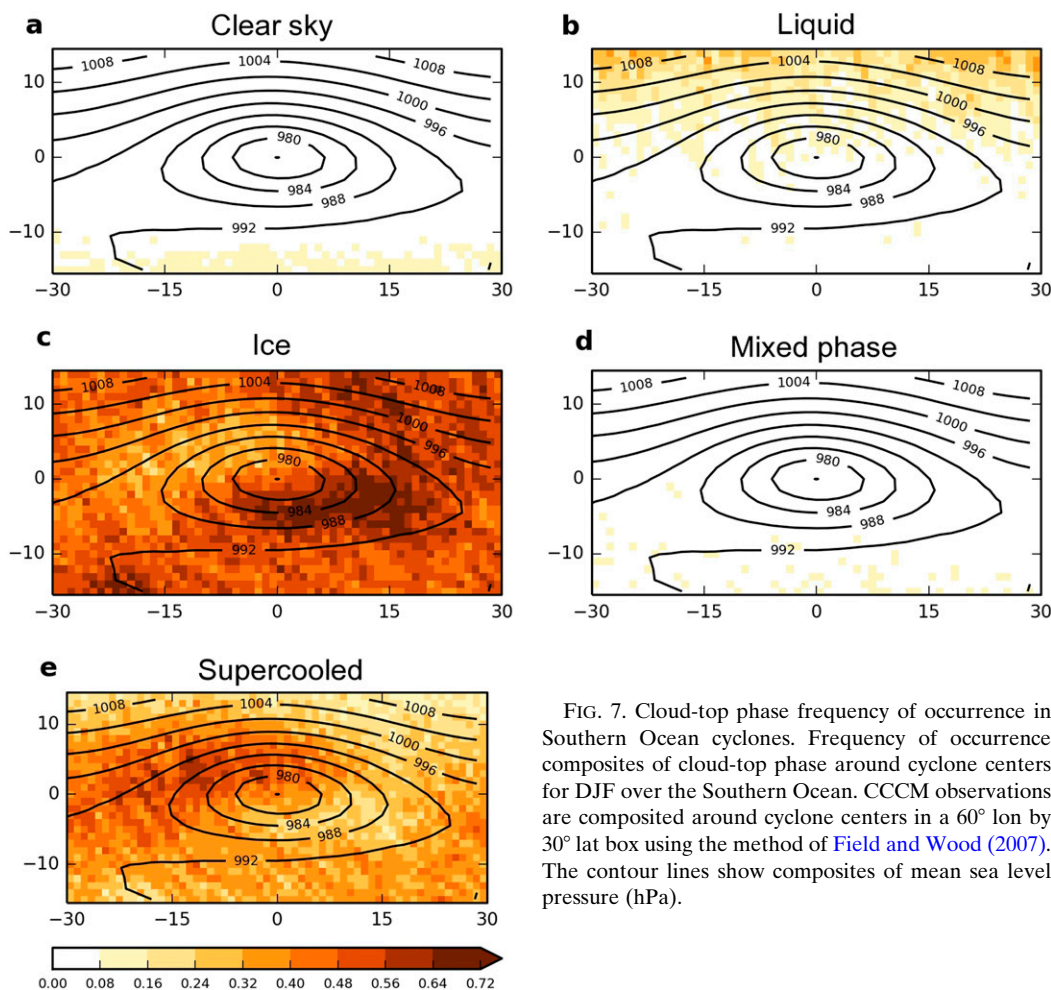 a Clear sky
1008 1004 1008
1000
996
980
984
988
992
10
0
−10
−30 −15 0 15 30
b Liquid
1008 1004 1008
1000
996
980
984
988
992
10
0
−10
−30 −15 0 15 30
c Ice
1008 1004 1008
1000
996
980
984
988
992
10
0
−10
−30 −15 0 15 30
d Mixed phase
1008 1004 1008
1000
996
980
984
988
992
10
0
−10
−30 −15 0 15 30
e Supercooled
1008 1004 1008
1000
996
980
984
988
992
10
0
−10
−30 −15 0 15 30
0.00 0.08 0.16 0.24 0.32 0.40 0.48 0.56 0.64 0.72
FIG. 7. Cloud-top phase frequency of occurrence in
Southern Ocean cyclones. Frequency of occurrence
composites of cloud-top phase around cyclone centers
for DJF over the Southern Ocean. CCCM observations
are composited around cyclone centers in a 60° lon by
30° lat box using the method of Field and Wood (2007).
The contour lines show composites of mean sea level
pressure (hPa).